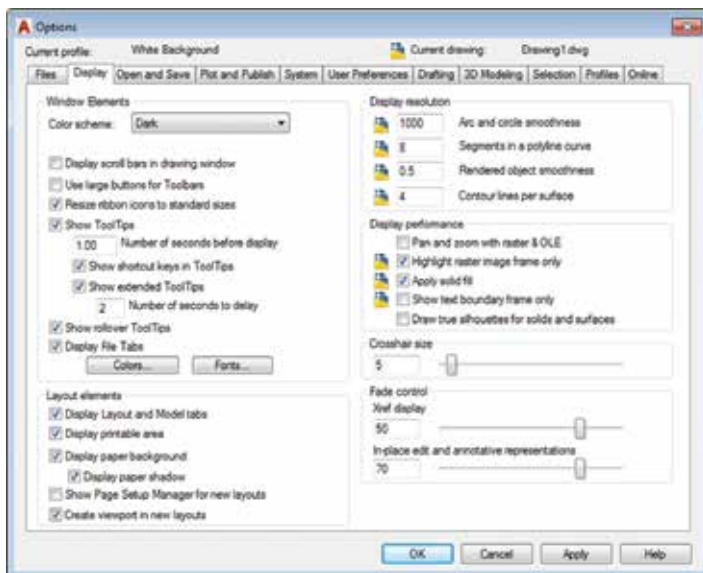 A Options
Current profile: White Background Current drawing: Drawing1.dwg
Files Display Open and Save Plot and Publish System User Preferences Drafting 3D Modeling Selection Profiles Online
Window Elements
Color scheme: Dark
Display scroll bars in drawing window
Use large buttons for Toolbars
Resize ribbon icons to standard sizes
Show ToolTips
1.00 Number of seconds before display
Show shortcut keys in ToolTips
Show extended ToolTips
2 Number of seconds to delay
Show rollover ToolTips
Display File Tabs
Colors... Fonts...
Layout elements
Display Layout and Model tabs
Display printable area
Display paper background
Display paper shadow
Show Page Setup Manager for new layouts
Create viewport in new layouts
Display resolution
1000 Arc and circle smoothness
8 Segments in a polyline curve
0.5 Rendered object smoothness
4 Contour lines per surface
Display performance
Pan and zoom with raster & OLE
Highlight raster image frame only
Apply solid fill
Show text boundary frame only
Draw true silhouettes for solids and surfaces
Crosshair size
5
Fade control
Xref display
50
In-place edit and annotative representations
70
OK Cancel Apply Help